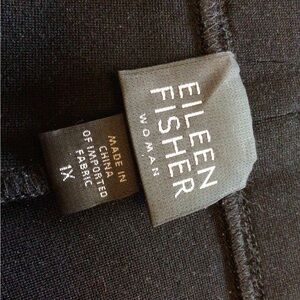 EILEEN
FISHER
WOMAN
MADE IN
CHINA
OF IMPORTED
FABRIC
1X